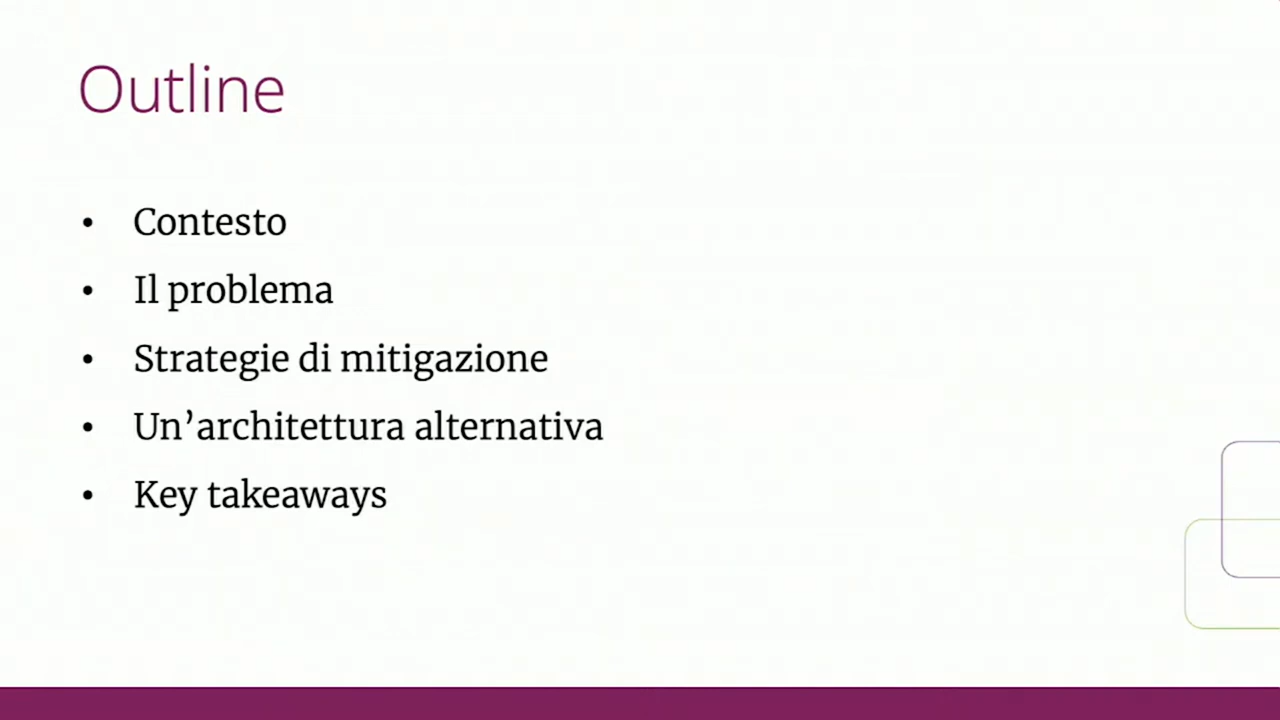 Outline
• Contesto
• Il problema
• Strategie di mitigazione
• Un’architettura alternativa
• Key takeaways